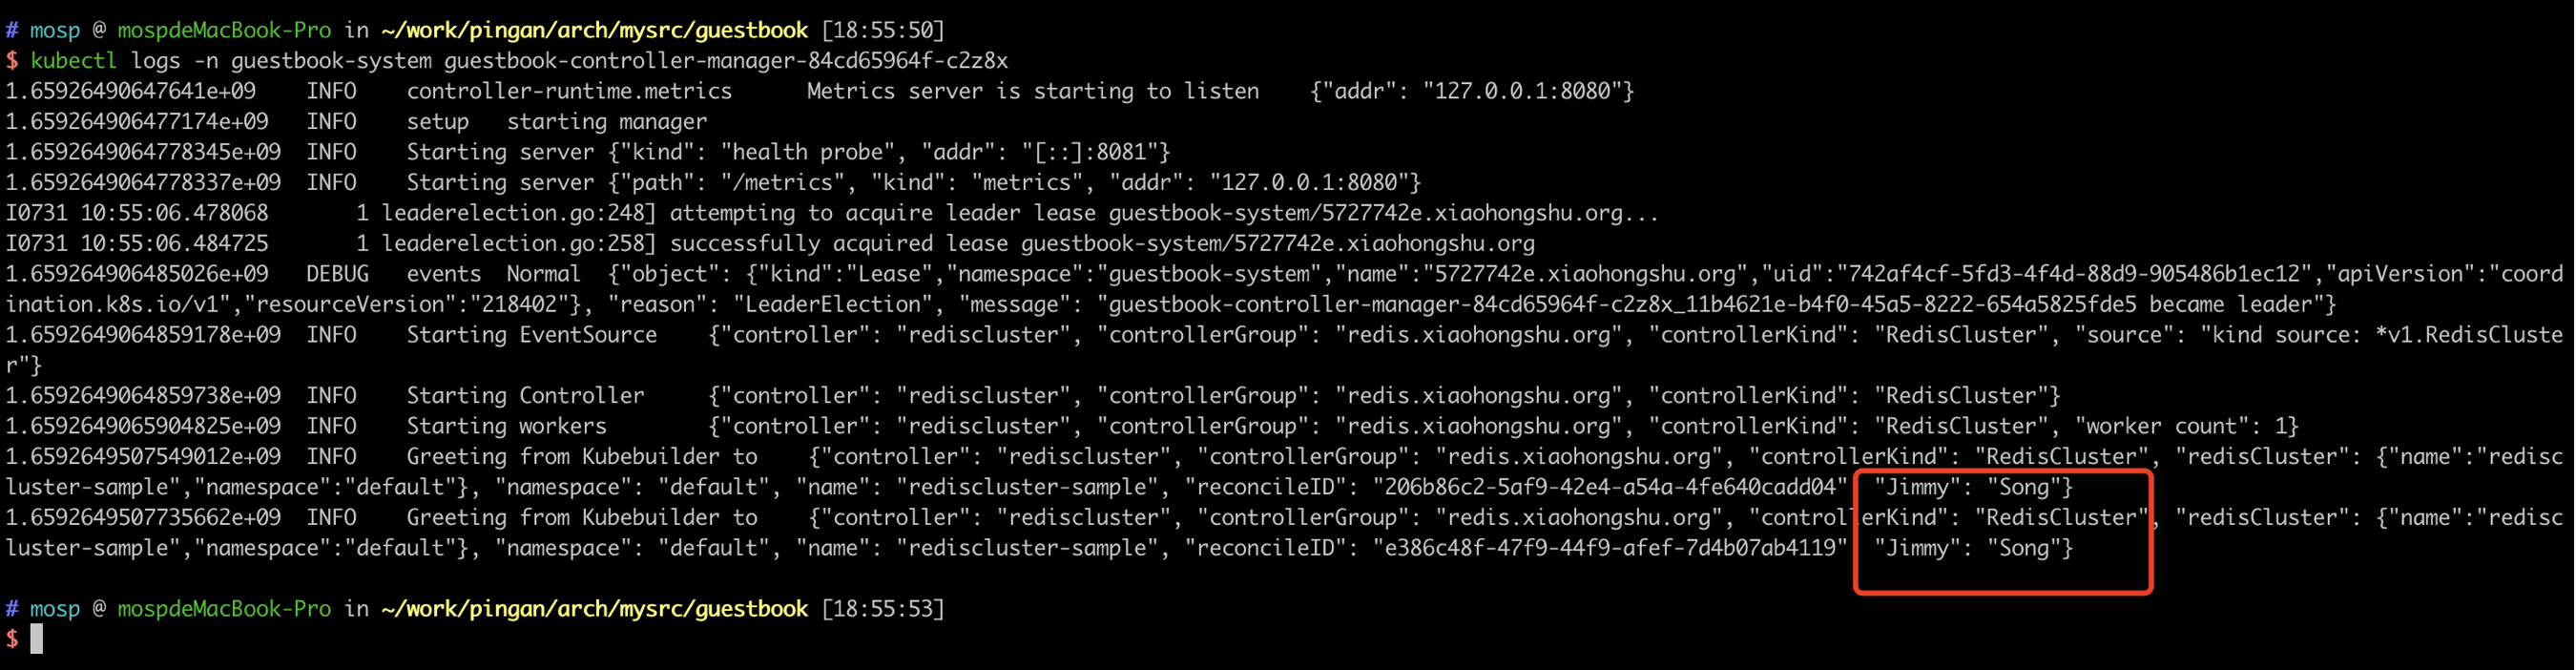 # mosp @ mospdeMacBook-Pro in ~/work/pingan/arch/mysrc/guestbook [18:55:50]
$ kubectl logs -n guestbook-system guestbook-controller-manager-84cd65964f-c2z8x
1.65926490647641e+09    INFO    controller-runtime.metrics      Metrics server is starting to listen    {"addr": "127.0.0.1:8080"}
1.659264906477174e+09   INFO    setup   starting manager
1.6592649064778345e+09  INFO    Starting server {"kind": "health probe", "addr": "[::]:8081"}
1.6592649064778337e+09  INFO    Starting server {"path": "/metrics", "kind": "metrics", "addr": "127.0.0.1:8080"}
I0731 10:55:06.478068       1 leaderelection.go:248] attempting to acquire leader lease guestbook-system/5727742e.xiaohongshu.org...
I0731 10:55:06.484725       1 leaderelection.go:258] successfully acquired lease guestbook-system/5727742e.xiaohongshu.org
1.659264906485026e+09   DEBUG   events  Normal  {"object": {"kind":"Lease","namespace":"guestbook-system","name":"5727742e.xiaohongshu.org","uid":"742af4cf-5fd3-4f4d-88d9-905486b1ec12","apiVersion":"coord
ination.k8s.io/v1","resourceVersion":"218402"}, "reason": "LeaderElection", "message": "guestbook-controller-manager-84cd65964f-c2z8x_11b4621e-b4f0-45a5-8222-654a5825fde5 became leader"}
1.6592649064859178e+09  INFO    Starting EventSource    {"controller": "rediscluster", "controllerGroup": "redis.xiaohongshu.org", "controllerKind": "RedisCluster", "source": "kind source: *v1.RedisCluste
r"}
1.6592649064859738e+09  INFO    Starting Controller     {"controller": "rediscluster", "controllerGroup": "redis.xiaohongshu.org", "controllerKind": "RedisCluster"}
1.6592649065904825e+09  INFO    Starting workers        {"controller": "rediscluster", "controllerGroup": "redis.xiaohongshu.org", "controllerKind": "RedisCluster", "worker count": 1}
1.6592649507549012e+09  INFO    Greeting from Kubebuilder to    {"controller": "rediscluster", "controllerGroup": "redis.xiaohongshu.org", "controllerKind": "RedisCluster", "redisCluster": {"name":"redisc
luster-sample","namespace":"default"}, "namespace": "default", "name": "rediscluster-sample", "reconcileID": "206b86c2-5af9-42e4-a54a-4fe640cadd04" "Jimmy": "Song"}
1.6592649507735662e+09  INFO    Greeting from Kubebuilder to    {"controller": "rediscluster", "controllerGroup": "redis.xiaohongshu.org", "controllerKind": "RedisCluster", "redisCluster": {"name":"redisc
luster-sample","namespace":"default"}, "namespace": "default", "name": "rediscluster-sample", "reconcileID": "e386c48f-47f9-44f9-afef-7d4b07ab4119" "Jimmy": "Song"}
# mosp @ mospdeMacBook-Pro in ~/work/pingan/arch/mysrc/guestbook [18:55:53]
$